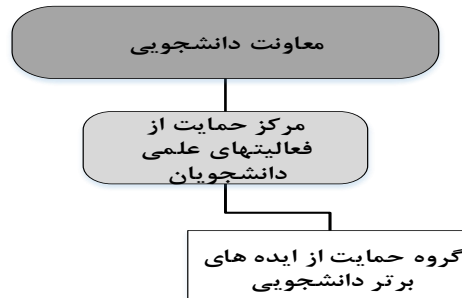 معاونت دانشجویی
مرکز حمایت از
فعالیتهای علمی
دانشجویان
گروه حمایت از ایده های
برتر دانشجویی